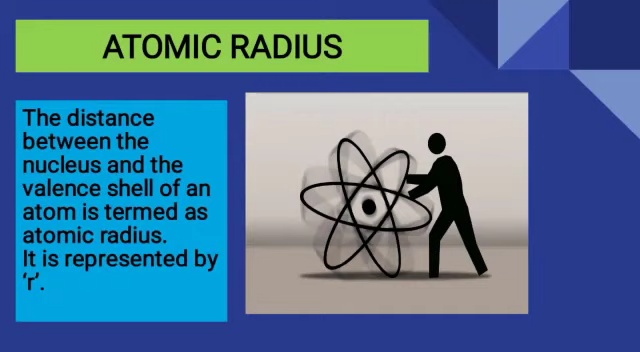 ATOMIC RADIUS
The distance
between the
nucleus and the
valence shell of an
atom is termed as
atomic radius.
It is represented by
‘r’.